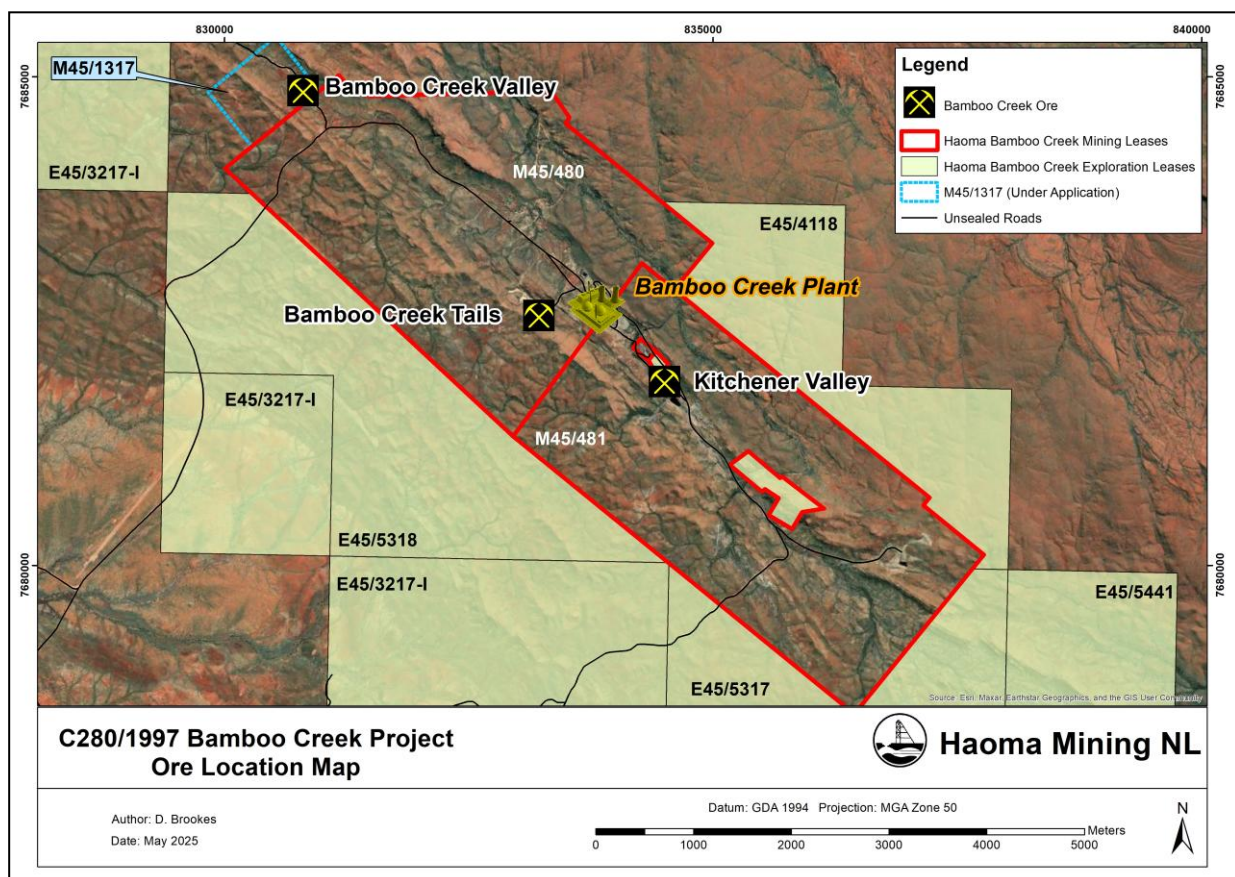 830000
835000
840000
7685000
7685000
M45/1317
Bamboo Creek Valley
E45/3217-I
M45/480
Legend
Bamboo Creek Ore
Haoma Bamboo Creek Mining Leases
Haoma Bamboo Creek Exploration Leases
M45/1317 (Under Application)
Unsealed Roads
E45/4118
Bamboo Creek Plant
Bamboo Creek Tails
Kitchener Valley
E45/3217-I
M45/481
E45/5318
E45/3217-I
7680000
7680000
E45/5441
E45/5317
Source: Esri, Maxar, Earthstar Geographics, and the GIS User Community
C280/1997 Bamboo Creek Project
Ore Location Map
Haoma Mining NL
Author: D. Brookes
Date: May 2025
Datum: GDA 1994 Projection: MGA Zone 50
Meters
0 1000 2000 3000 4000 5000
N